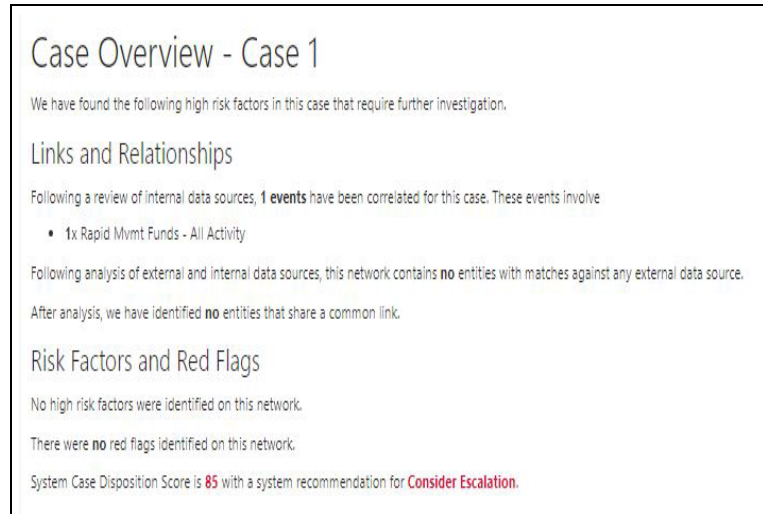 Case Overview - Case 1
We have found the following high risk factors in this case that require further investigation.
Links and Relationships
Following a review of internal data sources, 1 events have been correlated for this case. These events involve
• 1x Rapid Mvmt Funds - All Activity
Following analysis of external and internal data sources, this network contains no entities with matches against any external data source.
After analysis, we have identified no entities that share a common link.
Risk Factors and Red Flags
No high risk factors were identified on this network.
There were no red flags identified on this network.
System Case Disposition Score is 85 with a system recommendation for Consider Escalation.